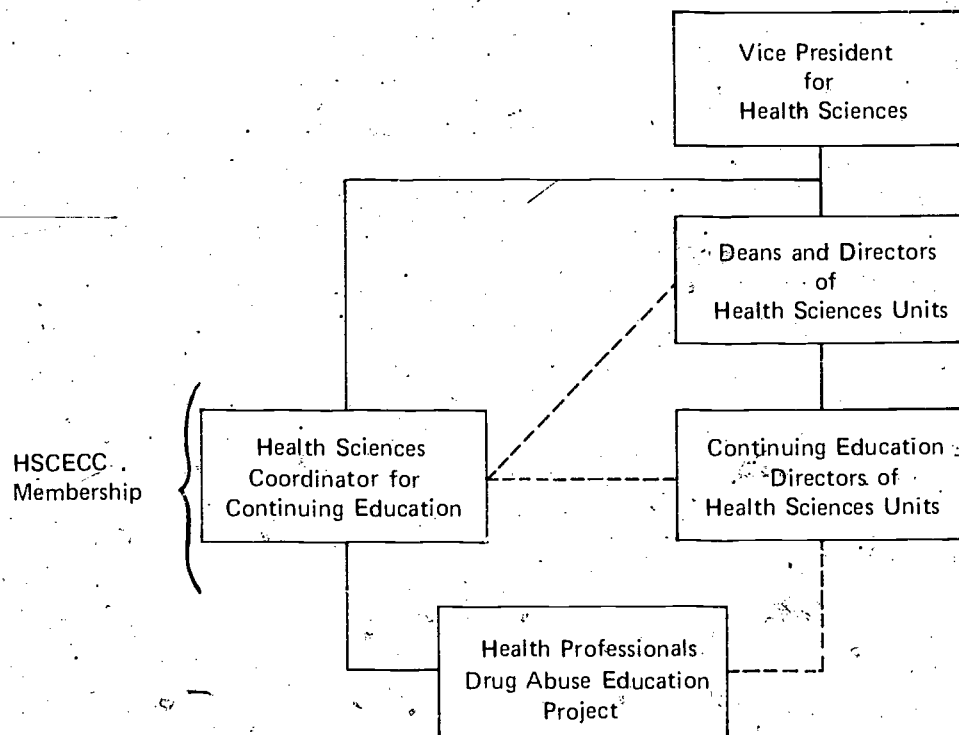 Vice President
for
Health Sciences
Deans and Directors
of
Health Sciences Units
HSCECC
Membership
Health Sciences
Coordinator for
Continuing Education
Continuing Education
Directors of
Health Sciences Units
Health Professionals
Drug Abuse Education
Project